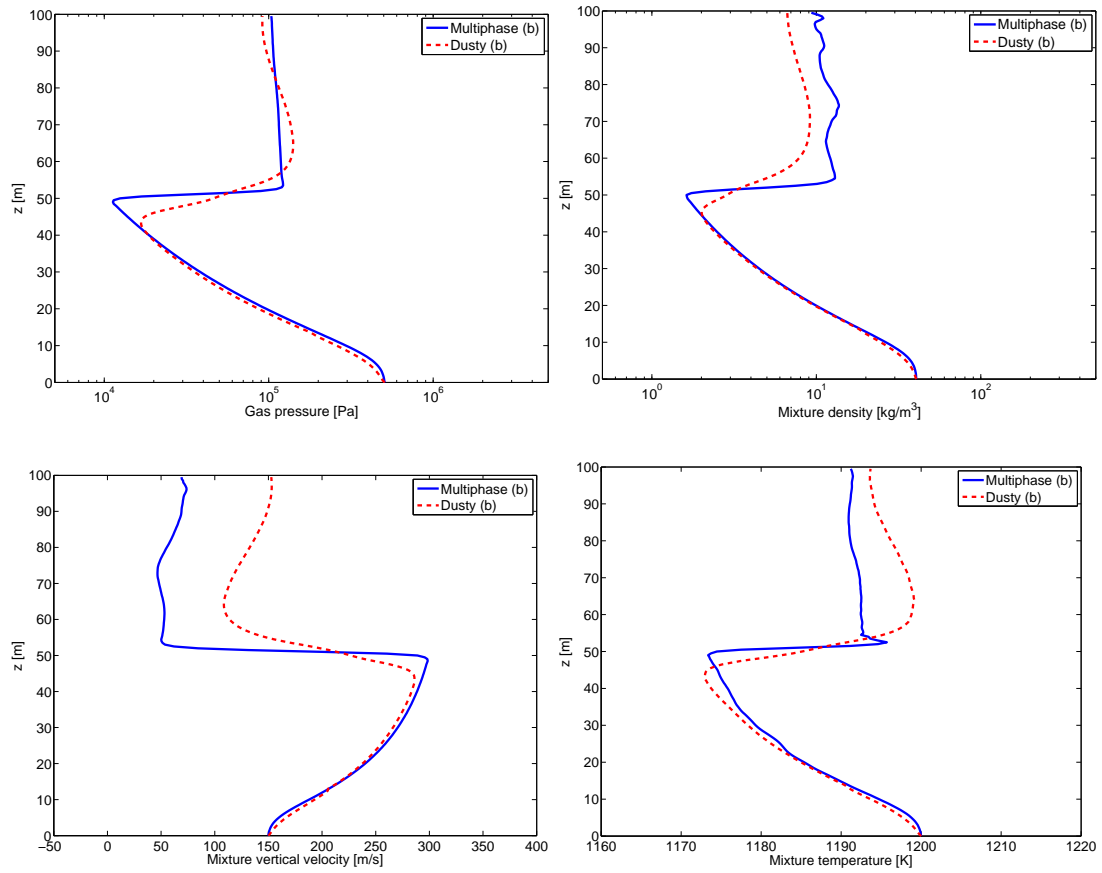 100
90
80
70
60
50
40
30
20
10
0
z [m]
Multiphase (b)
Dusty (b)
10^4
10^5
10^6
Gas pressure [Pa]
100
90
80
70
60
50
40
30
20
10
0
z [m]
Multiphase (b)
Dusty (b)
10^0
10^1
10^2
Mixture density [kg/m^3]
100
90
80
70
60
50
40
30
20
10
0
z [m]
Multiphase (b)
Dusty (b)
−50 0 50 100 150 200 250 300 350 400
Mixture vertical velocity [m/s]
100
90
80
70
60
50
40
30
20
10
0
z [m]
Multiphase (b)
Dusty (b)
1160 1170 1180 1190 1200 1210 1220
Mixture temperature [K]